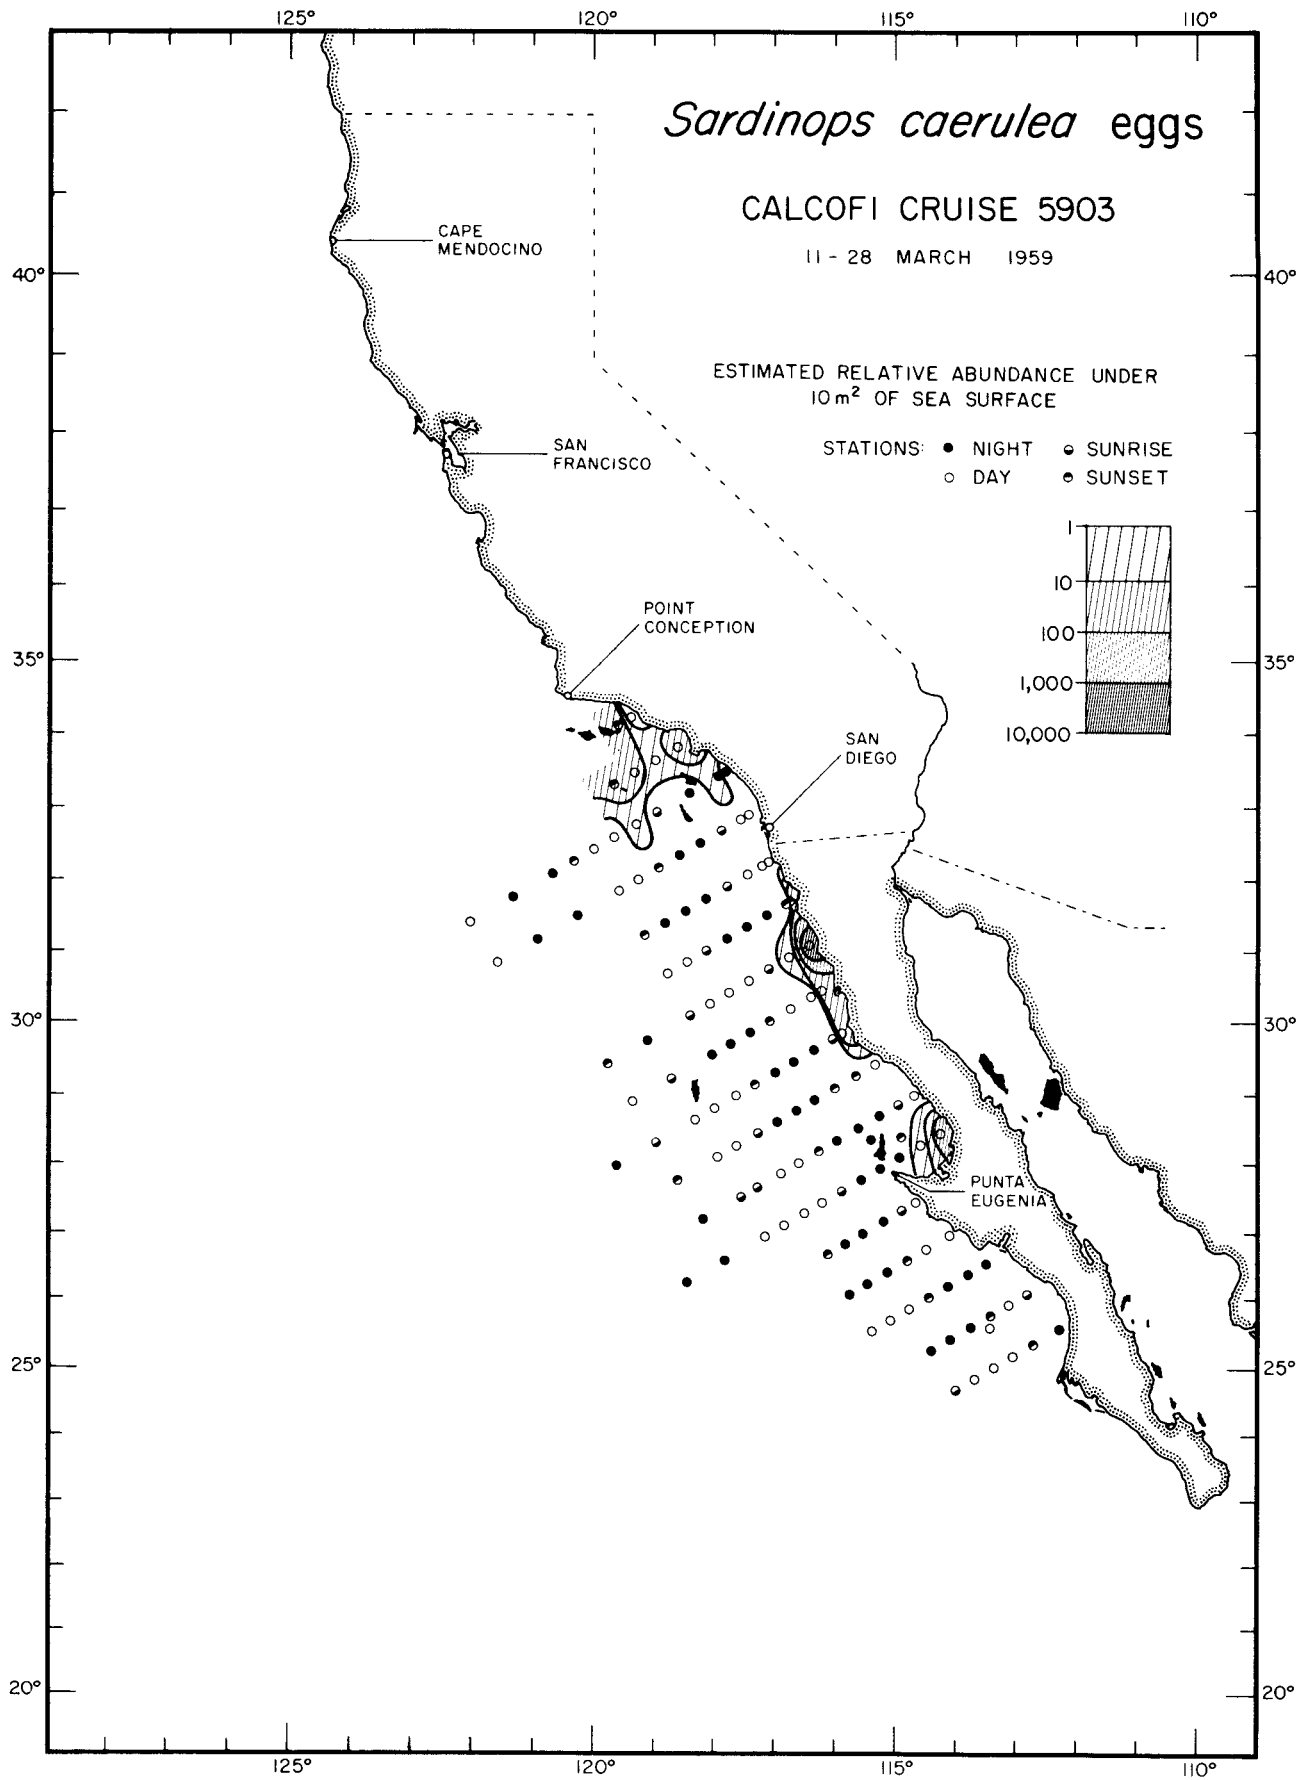 125° 120° 115° 110°
Sardinops caerulea eggs
CALCOFI CRUISE 5903
11-28 MARCH 1959
CAPE
MENDOCINO
40° 40°
ESTIMATED RELATIVE ABUNDANCE UNDER
10m² OF SEA SURFACE
STATIONS: NIGHT SUNRISE
DAY SUNSET
SAN
FRANCISCO
1
10
100
1,000
10,000
POINT
CONCEPTION
35° 35°
SAN
DIEGO
30° 30°
PUNTA
EUGENIA
25° 25°
20° 20°
125° 120° 115° 110°